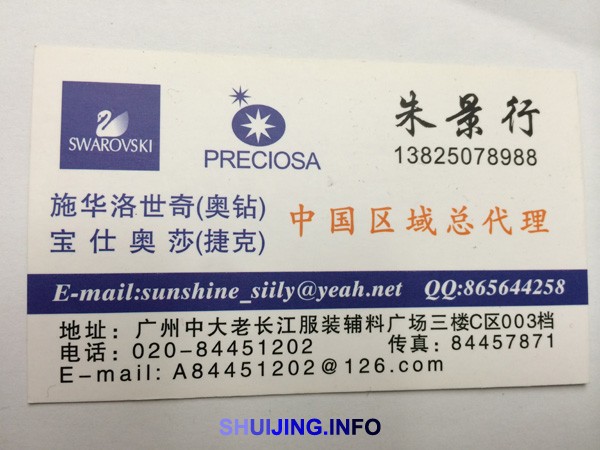 SWAROVSKI
PRECIOSA
朱景行
13825078988
施华洛世奇(奥钻)
宝仕奥莎(捷克)
中国区域总代理
E-mail:sunshine_siily@yeah.net QQ:865644258
地址：广州中大老长江服装辅料广场三楼C区003档
电话：020-84451202 传真：84457871
E-mail: A84451202@126.com
SHUIJING.INFO